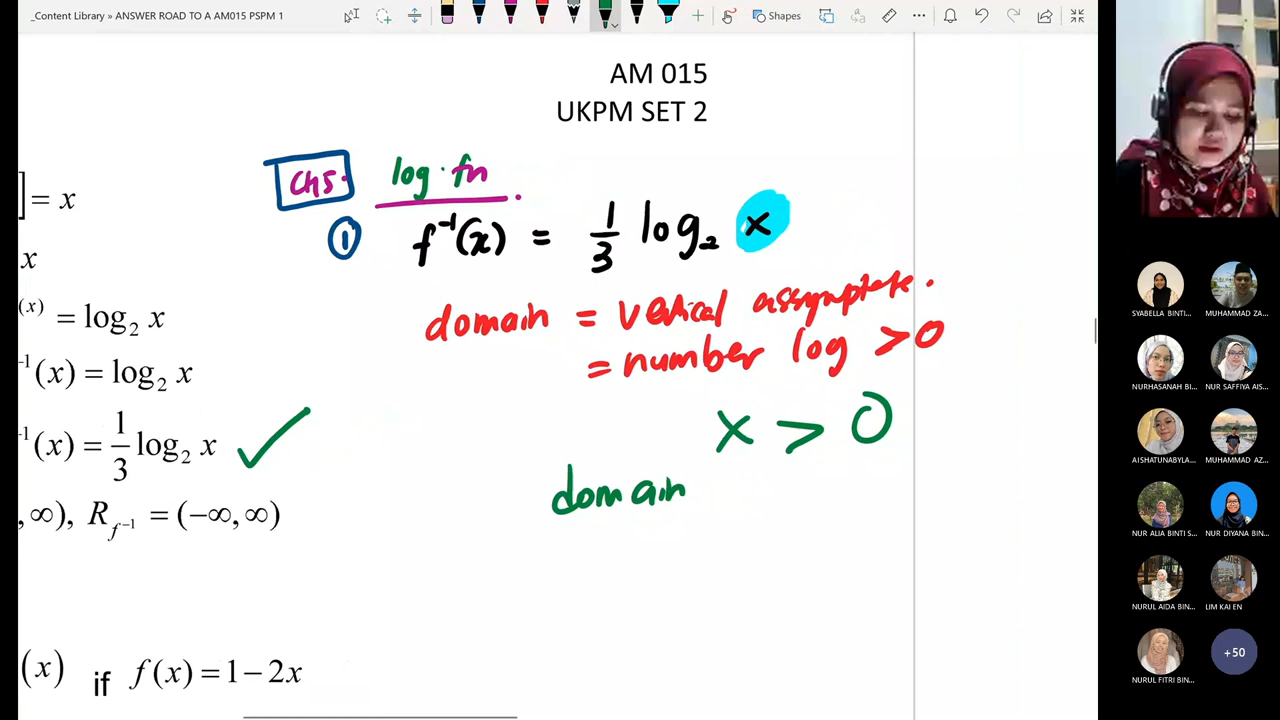 _Content Library » ANSWER ROAD TO A AM015 PSPM 1
Shapes
AM 015
UKPM SET 2
Ch5. log. fn.
] = x
① f⁻¹(x) = 1/3 log₂ x
x
domain = vertical assymptote.
⁽ˣ⁾ = log₂ x
= number log > 0
⁻¹(x) = log₂ x
x > 0
⁻¹(x) = 1/3 log₂ x ✓
domain
, ∞), R_f⁻¹ = (−∞, ∞)
(x) if f(x) = 1 − 2x
SYABELLA BINTI...
MUHAMMAD ZA...
NURHASANAH BI...
NUR SAFFIYA AIS...
AISHATUNABYLA...
MUHAMMAD AZ...
NUR ALIA BINTI S...
NUR DIYANA BIN...
NURUL AIDA BIN...
LIM KAI EN
NURUL FITRI BIN...
+50